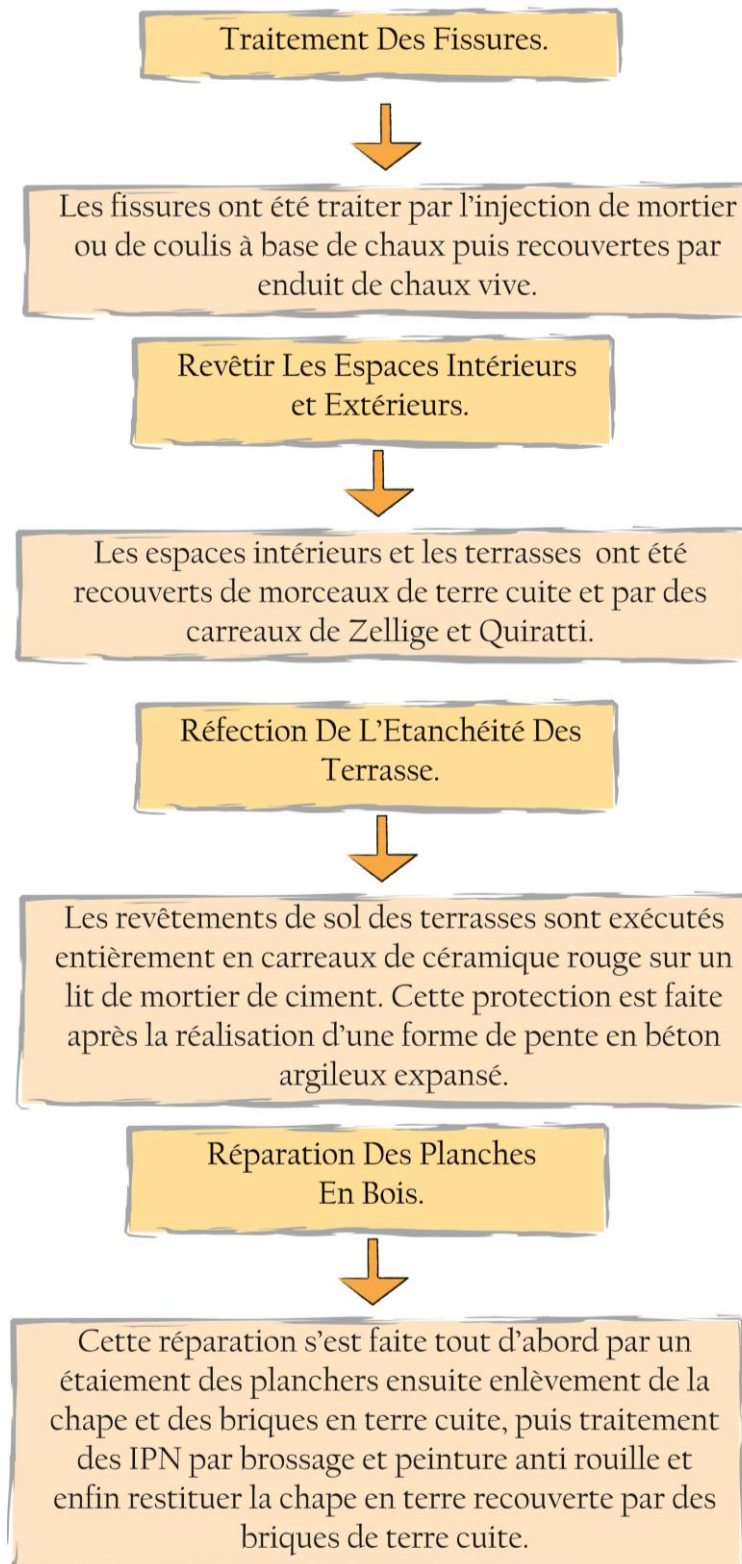 Traitement Des Fissures.
Les fissures ont été traiter par l'injection de mortier
ou de coulis à base de chaux puis recouvertes par
enduit de chaux vive.
Revêtir Les Espaces Intérieurs
et Extérieurs.
Les espaces intérieurs et les terrasses ont été
recouverts de morceaux de terre cuite et par des
carreaux de Zellige et Quiratti.
Réfection De L'Etanchéité Des
Terrasse.
Les revêtements de sol des terrasses sont exécutés
entièrement en carreaux de céramique rouge sur un
lit de mortier de ciment. Cette protection est faite
après la réalisation d'une forme de pente en béton
argileux expansé.
Réparation Des Planches
En Bois.
Cette réparation s'est faite tout d'abord par un
étaiement des planchers ensuite enlèvement de la
chape et des briques en terre cuite, puis traitement
des IPN par brossage et peinture anti rouille et
enfin restituer la chape en terre recouverte par des
briques de terre cuite.